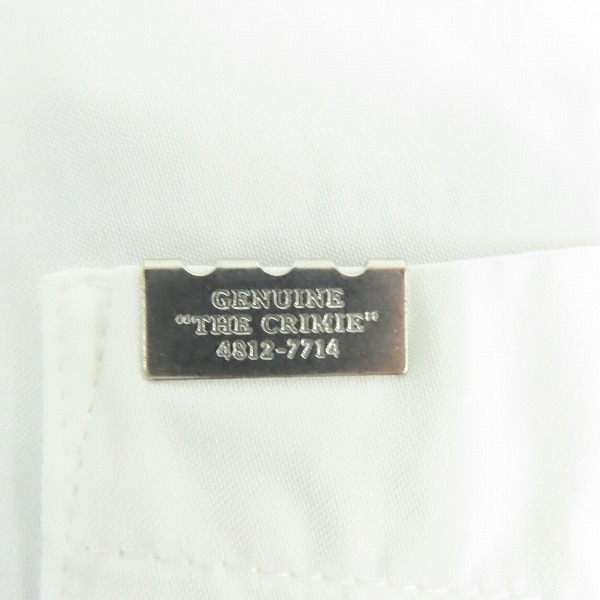 GENUINE
"THE CRIMIE"
4812-7714